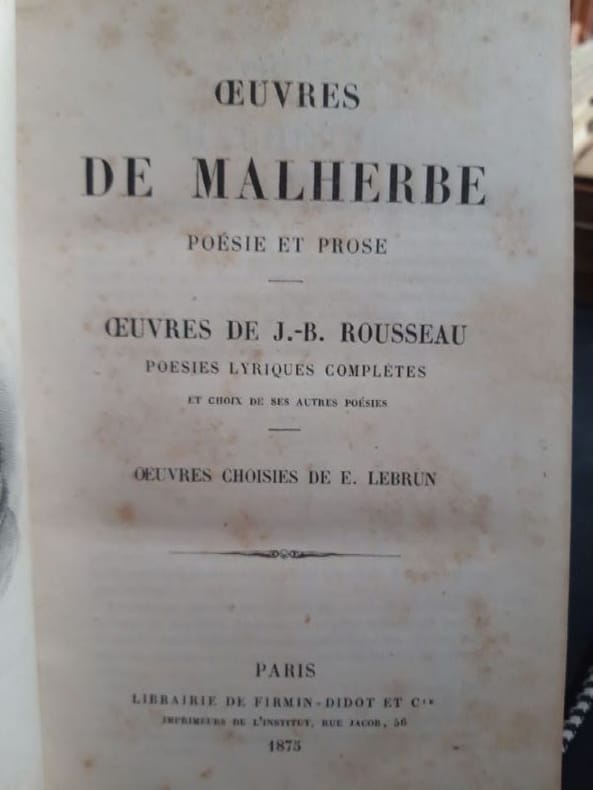 ŒUVRES
DE MALHERBE
POÉSIE ET PROSE
ŒUVRES DE J.-B. ROUSSEAU
POESIES LYRIQUES COMPLÈTES
ET CHOIX DE SES AUTRES POÉSIES
ŒUVRES CHOISIES DE E. LEBRUN
PARIS
LIBRAIRIE DE FIRMIN-DIDOT ET Cie
IMPRIMEURS DE L'INSTITUT, RUE JACOB, 56
1875